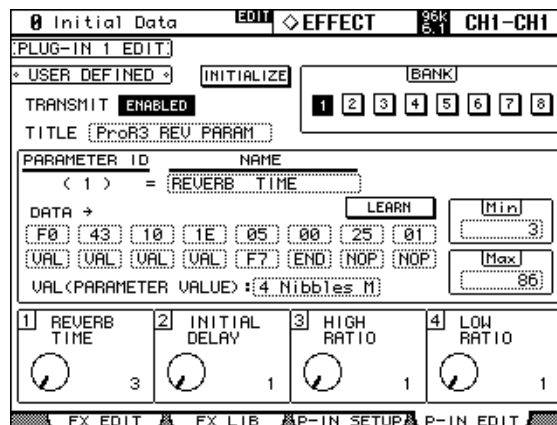 0 Initial Data EDIT ◇EFFECT 96k 6.1 CH1-CH1
PLUG-IN 1 EDIT
USER DEFINED INITIALIZE BANK
TRANSMIT ENABLED 1 2 3 4 5 6 7 8
TITLE ProR3 REV PARAM
PARAMETER ID NAME
( 1 ) = REVERB TIME
DATA → LEARN Min
F0 43 10 1E 05 00 25 01 3
VAL VAL VAL VAL F7 END NOP NOP Max
VAL(PARAMETER VALUE): 4 Nibbles M 86
1 REVERB TIME 3
2 INITIAL DELAY 1
3 HIGH RATIO 1
4 LOW RATIO 1
FX EDIT FX LIB P-IN SETUP P-IN EDIT